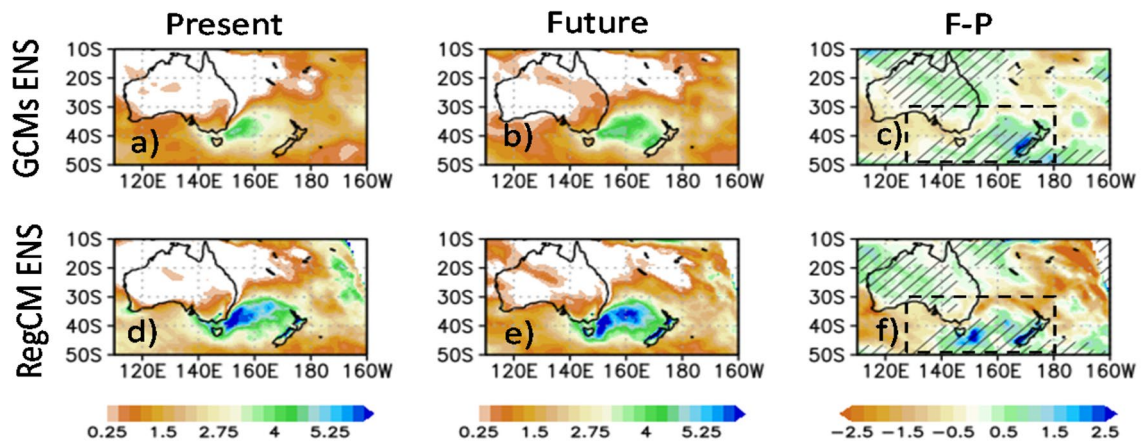 Present Future F-P
GCMs ENS
10S 10S 10S
20S 20S 20S
30S 30S 30S
40S a) 40S b) 40S c)
50S 50S 50S
120E 140E 160E 180 160W 120E 140E 160E 180 160W 120E 140E 160E 180 160W
RegCM ENS
10S 10S 10S
20S 20S 20S
30S 30S 30S
40S d) 40S e) 40S f)
50S 50S 50S
120E 140E 160E 180 160W 120E 140E 160E 180 160W 120E 140E 160E 180 160W
0.25 1.5 2.75 4 5.25 0.25 1.5 2.75 4 5.25 −2.5 −1.5 −0.5 0.5 1.5 2.5